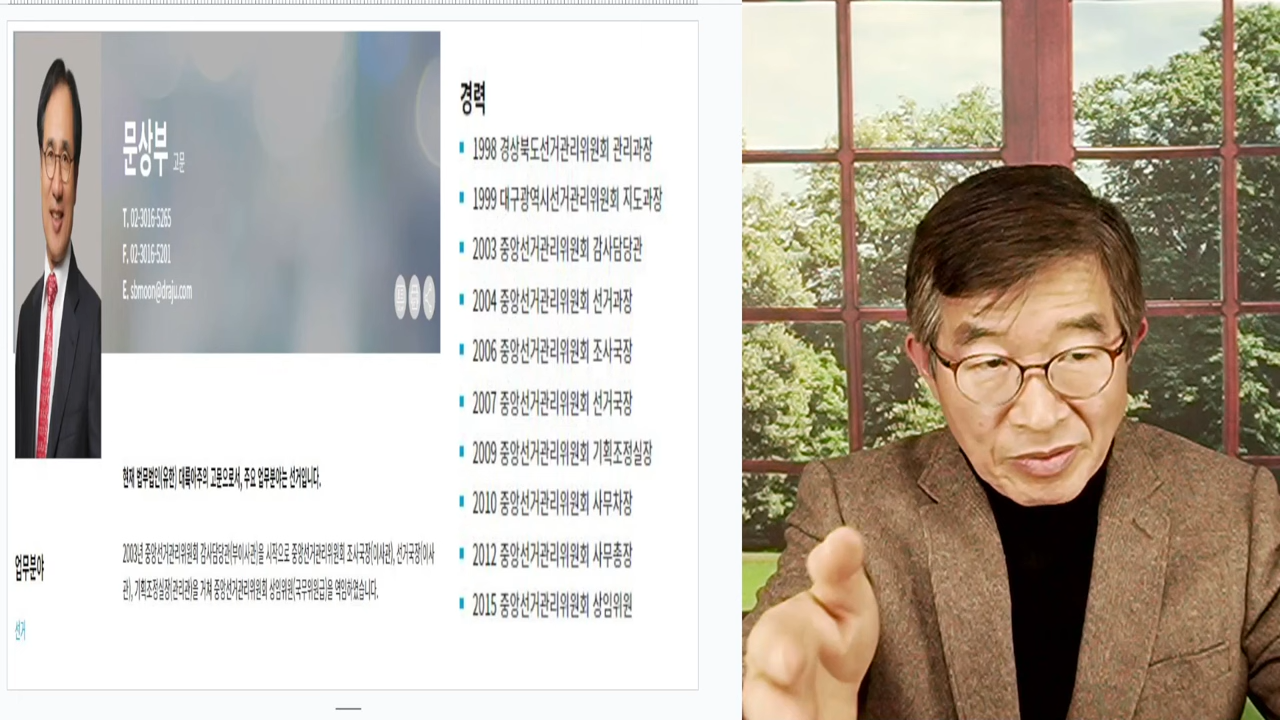 문상부 고문
T. 02-3016-5265
F. 02-3016-5201
E. sbmoon@draju.com
현재 법무법인(유한) 대륙아주의 고문으로서, 주요 업무분야는 선거입니다.
업무분야
선거
2003년 중앙선거관리위원회 감사담당관(부이사관)을 시작으로 중앙선거관리위원회 조사국장(이사관), 선거국장(이사
관), 기획조정실장(관리관)을 거쳐 중앙선거관리위원회 상임위원(국무위원급)을 역임하였습니다.
경력
1998 경상북도선거관리위원회 관리과장
1999 대구광역시선거관리위원회 지도과장
2003 중앙선거관리위원회 감사담당관
2004 중앙선거관리위원회 선거과장
2006 중앙선거관리위원회 조사국장
2007 중앙선거관리위원회 선거국장
2009 중앙선거관리위원회 기획조정실장
2010 중앙선거관리위원회 사무차장
2012 중앙선거관리위원회 사무총장
2015 중앙선거관리위원회 상임위원